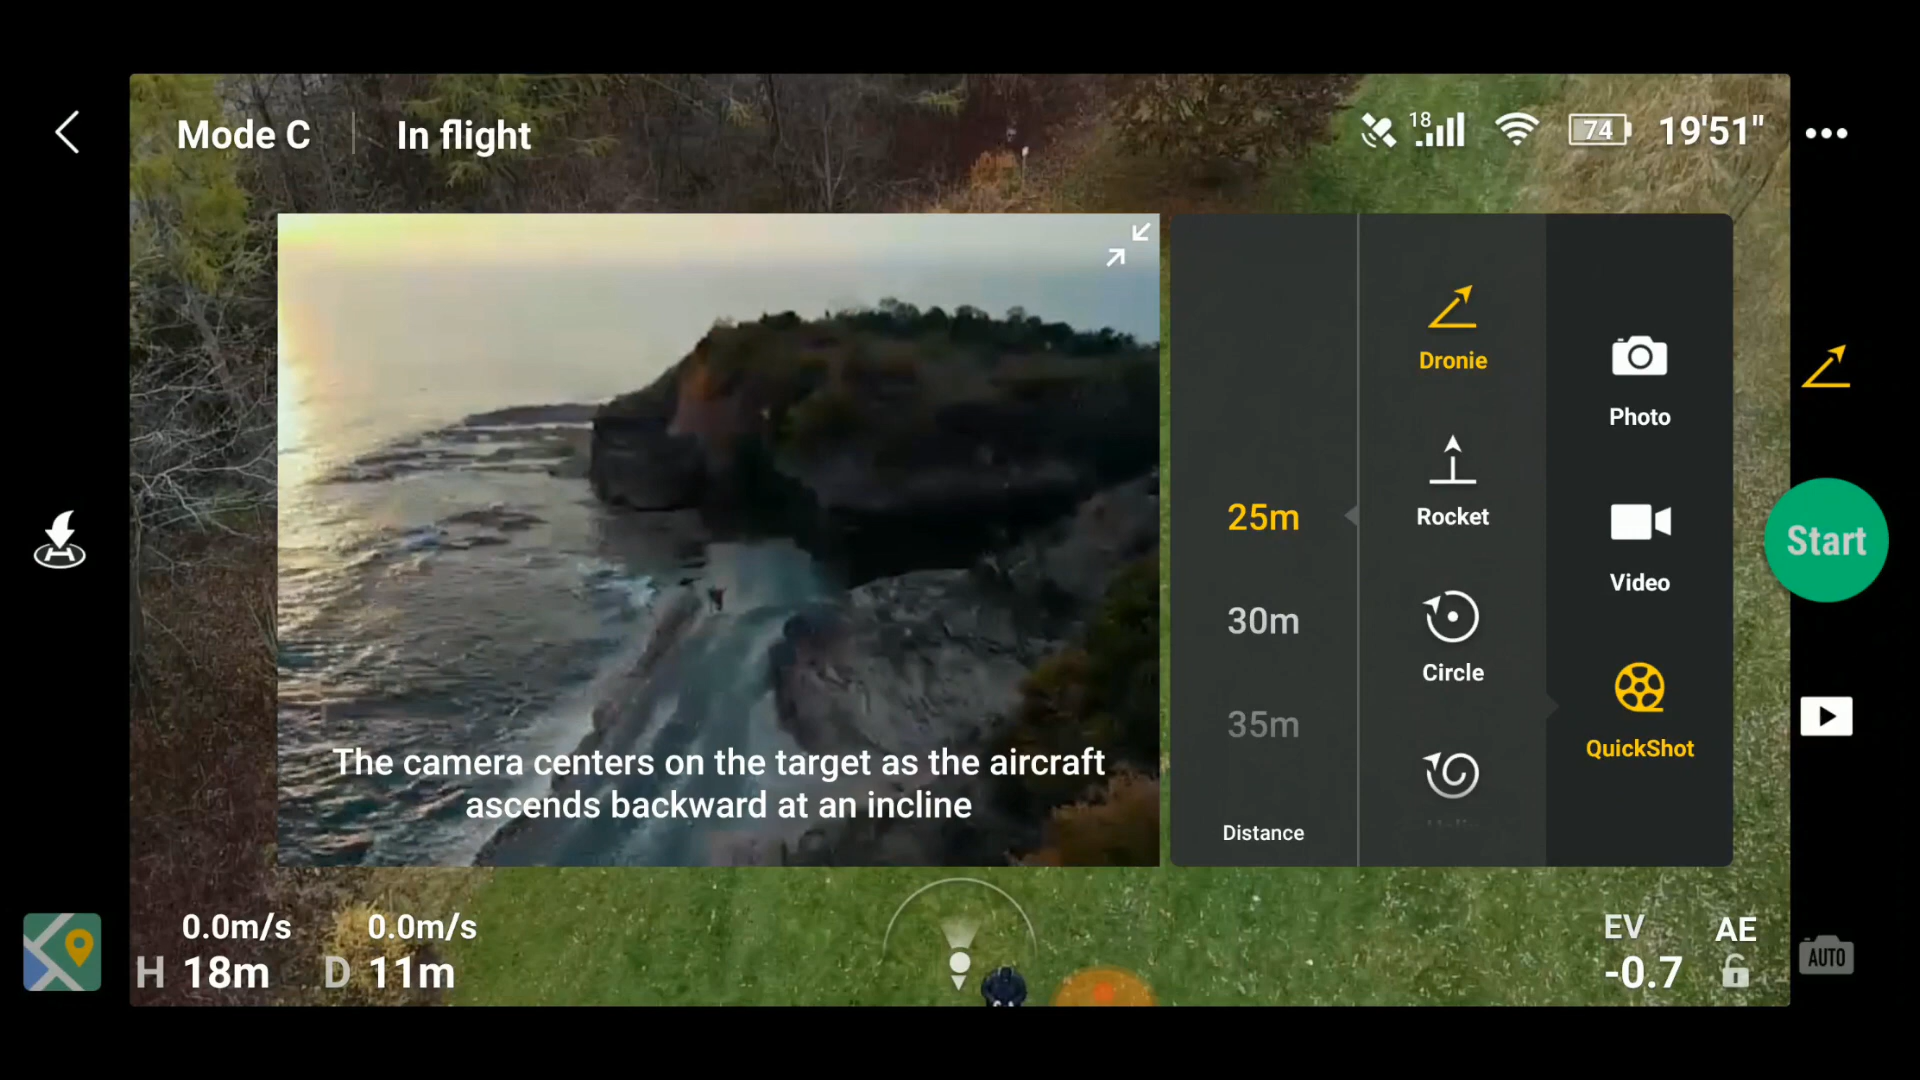 Mode C
In flight
18
74
19'51"
Dronie
Photo
25m
Rocket
Start
Video
30m
Circle
35m
QuickShot
The camera centers on the target as the aircraft
ascends backward at an incline
Distance
0.0m/s
0.0m/s
H 18m
D 11m
EV
AE
-0.7
AUTO